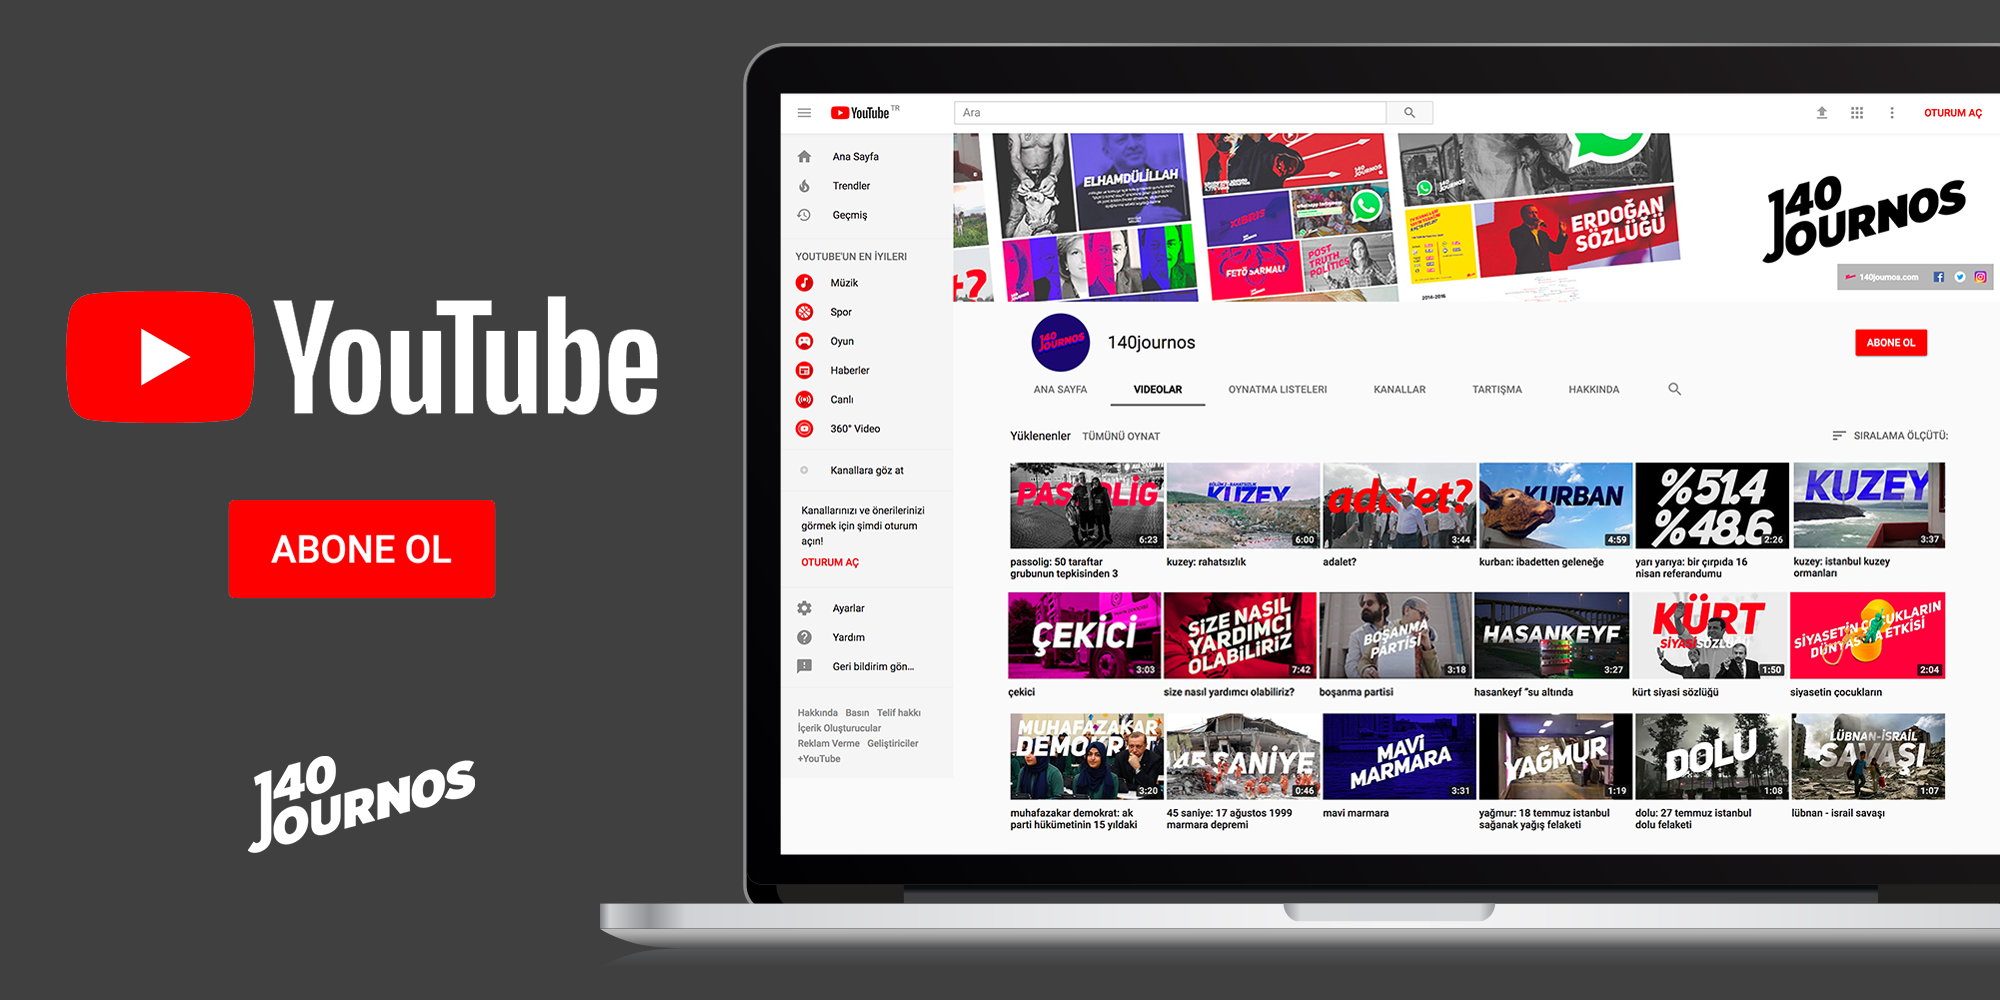 YouTube
ABONE OL
140
JOURNOS
YouTube TR
Ara
OTURUM AÇ
Ana Sayfa
Trendler
Geçmiş
YOUTUBE'UN EN İYİLERİ
Müzik
Spor
Oyun
Haberler
Canlı
360° Video
Kanallara göz at
Kanallarınızı ve önerilerinizi
görmek için şimdi oturum
açın!
OTURUM AÇ
Ayarlar
Yardım
Geri bildirim gön...
Hakkında Basın Telif hakkı
İçerik Oluşturucular
Reklam Verme Geliştiriciler
+YouTube
ELHAMDÜLİLLAH
KIBRIS
FETÖ SARMALI
POST
TRUTH
POLITICS
ERDOĞAN
SÖZLÜĞÜ
2014-2016
140
JOURNOS
140journos.com
140
JOURNOS
140journos
ABONE OL
ANA SAYFA
VIDEOLAR
OYNATMA LISTELERI
KANALLAR
TARTIŞMA
HAKKINDA
Yüklenenler TÜMÜNÜ OYNAT
SIRALAMA ÖLÇÜTÜ:
PASSOLİG
6:23
passolig: 50 taraftar
grubunun tepkisinden 3
BÖLÜM 2 - RAHATSIZLIK
KUZEY
6:00
kuzey: rahatsızlık
adalet?
3:44
adalet?
KURBAN
4:59
kurban: ibadetten geleneğe
%51.4
%48.6
2:26
yarı yarıya: bir çırpıda 16
nisan referandumu
KUZEY
3:37
kuzey: istanbul kuzey
ormanları
ÇEKİCİ
3:03
çekici
SİZE NASIL
YARDIMCI
OLABİLİRİZ
7:42
size nasıl yardımcı olabiliriz?
BOŞANMA
PARTİSİ
3:18
boşanma partisi
HASANKEYF
3:27
hasankeyf "su altında
KÜRT
SİYASİ SÖZLÜĞÜ
1:50
kürt siyasi sözlüğü
SİYASETİN ÇOCUKLARIN
DÜNYASINA ETKİSİ
2:04
siyasetin çocukların
MUHAFAZAKAR
DEMOKRAT
3:20
muhafazakar demokrat: ak
parti hükümetinin 15 yıldaki
45 SANİYE
0:46
45 saniye: 17 ağustos 1999
marmara depremi
MAVİ
MARMARA
3:31
mavi marmara
YAĞMUR
1:19
yağmur: 18 temmuz istanbul
sağanak yağış felaketi
DOLU
1:08
dolu: 27 temmuz istanbul
dolu felaketi
LÜBNAN-İSRAİL
SAVAŞI
1:07
lübnan - israil savaşı